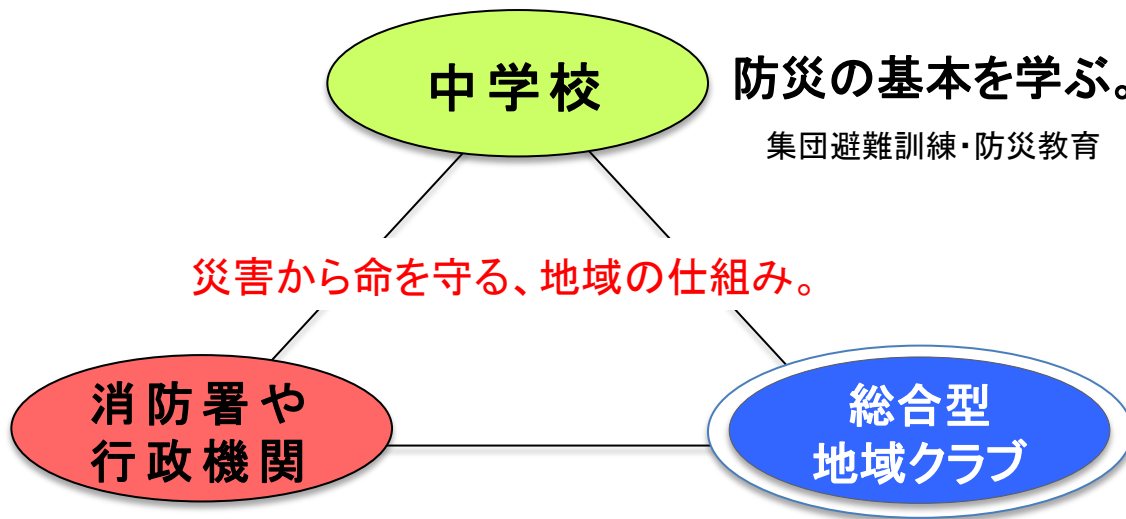 中学校
防災の基本を学ぶ。
集団避難訓練・防災教育
災害から命を守る、地域の仕組み。
消防署や
行政機関
総合型
地域クラブ